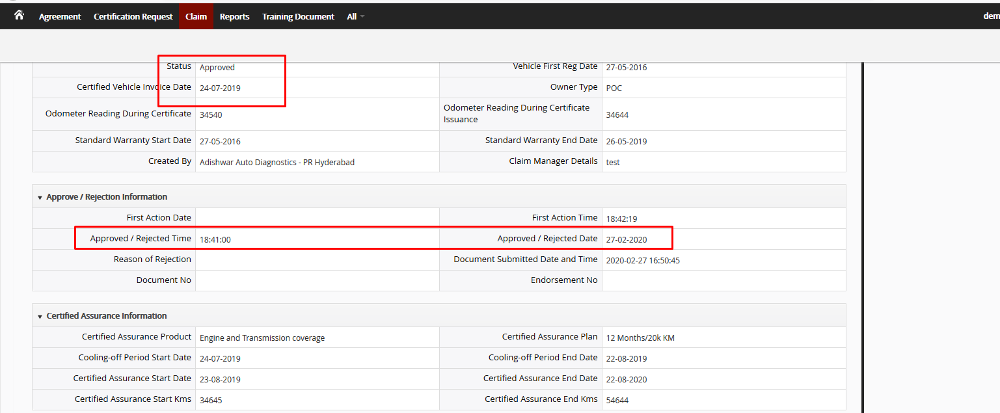 Agreement Certification Request Claim Reports Training Document All dem
Status Approved Vehicle First Reg Date 27-05-2016
Certified Vehicle Invoice Date 24-07-2019 Owner Type POC
Odometer Reading During Certificate 34540 Odometer Reading During Certificate
Issuance 34644
Standard Warranty Start Date 27-05-2016 Standard Warranty End Date 26-05-2019
Created By Adishwar Auto Diagnostics - PR Hyderabad Claim Manager Details test
Approve / Rejection Information
First Action Date First Action Time 18:42:19
Approved / Rejected Time 18:41:00 Approved / Rejected Date 27-02-2020
Reason of Rejection Document Submitted Date and Time 2020-02-27 16:50:45
Document No Endorsement No
Certified Assurance Information
Certified Assurance Product Engine and Transmission coverage Certified Assurance Plan 12 Months/20k KM
Cooling-off Period Start Date 24-07-2019 Cooling-off Period End Date 22-08-2019
Certified Assurance Start Date 23-08-2019 Certified Assurance End Date 22-08-2020
Certified Assurance Start Kms 34645 Certified Assurance End Kms 54644